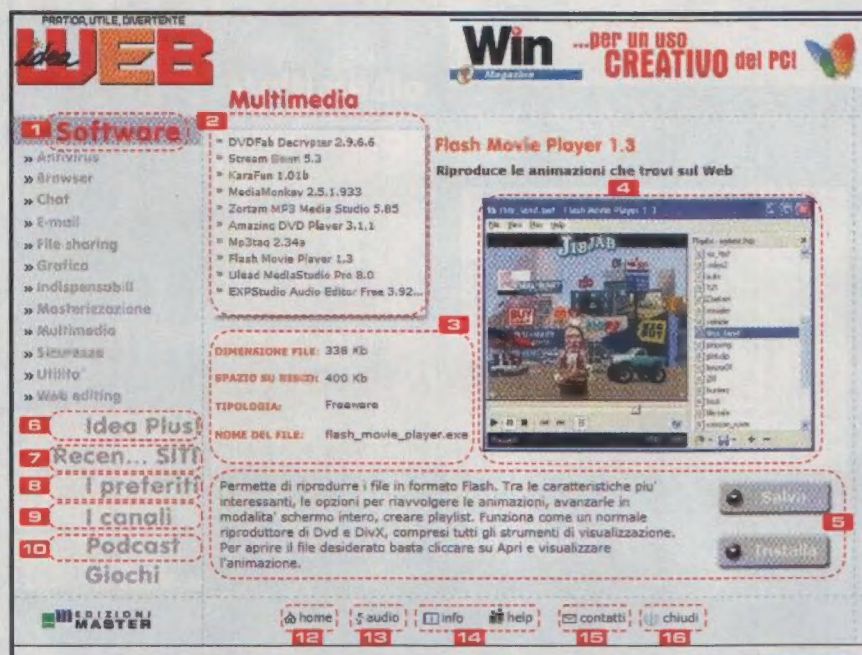 PRATICA, UTILE, DIVERTENTE
idea WEB
Win Magazine
...per un uso CREATIVO del PC!
Multimedia
1 Software
» Antivirus
» Browser
» Chat
» E-mail
» File sharing
» Grafica
» Indispensabili
» Masterizzazione
» Multimedia
» Sicurezza
» Utilita'
» Web editing
6 Idea Plus!
7 Recen... SITI
8 I preferiti
9 I canali
10 Podcast
Giochi
2
» DVDFab Decrypter 2.9.6.6
» Stream Down 5.3
» KaraFun 1.01b
» MediaMonkey 2.5.1.933
» Zortam MP3 Media Studio 5.85
» Amazing DVD Player 3.1.1
» Mp3tag 2.34a
» Flash Movie Player 1.3
» Ulead MediaStudio Pro 8.0
» EXPStudio Audio Editor Free 3.92...
3
DIMENSIONE FILE: 336 Kb
SPAZIO SU DISCO: 400 Kb
TIPOLOGIA: Freeware
NOME DEL FILE: flash_movie_player.exe
Flash Movie Player 1.3
Riproduce le animazioni che trovi sul Web
4
Flash Movie Player 1.3
File View Play Help
JIBJAB
BUY
Permette di riprodurre i file in formato Flash. Tra le caratteristiche piu'
interessanti, le opzioni per riavvolgere le animazioni, avanzarle in
modalita' schermo intero, creare playlist. Funziona come un normale
riproduttore di Dvd e DivX, compresi tutti gli strumenti di visualizzazione.
Per aprire il file desiderato basta cliccare su Apri e visualizzare
l'animazione.
Salva
5
Installa
EDIZIONI
MASTER
home audio info help contatti chiudi
12 13 14 15 16